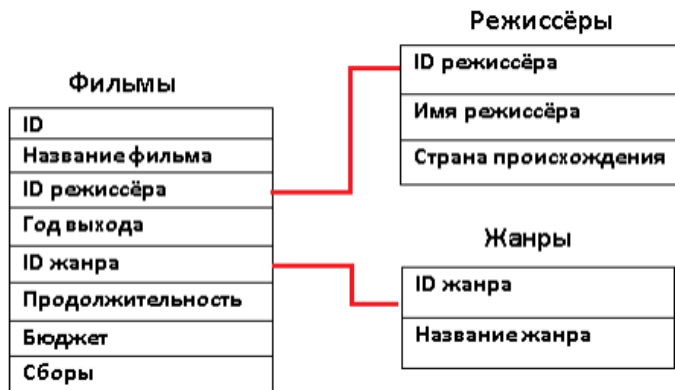 Фильмы
ID
Название фильма
ID режиссёра
Год выхода
ID жанра
Продолжительность
Бюджет
Сборы
Режиссёры
ID режиссёра
Имя режиссёра
Страна происхождения
Жанры
ID жанра
Название жанра